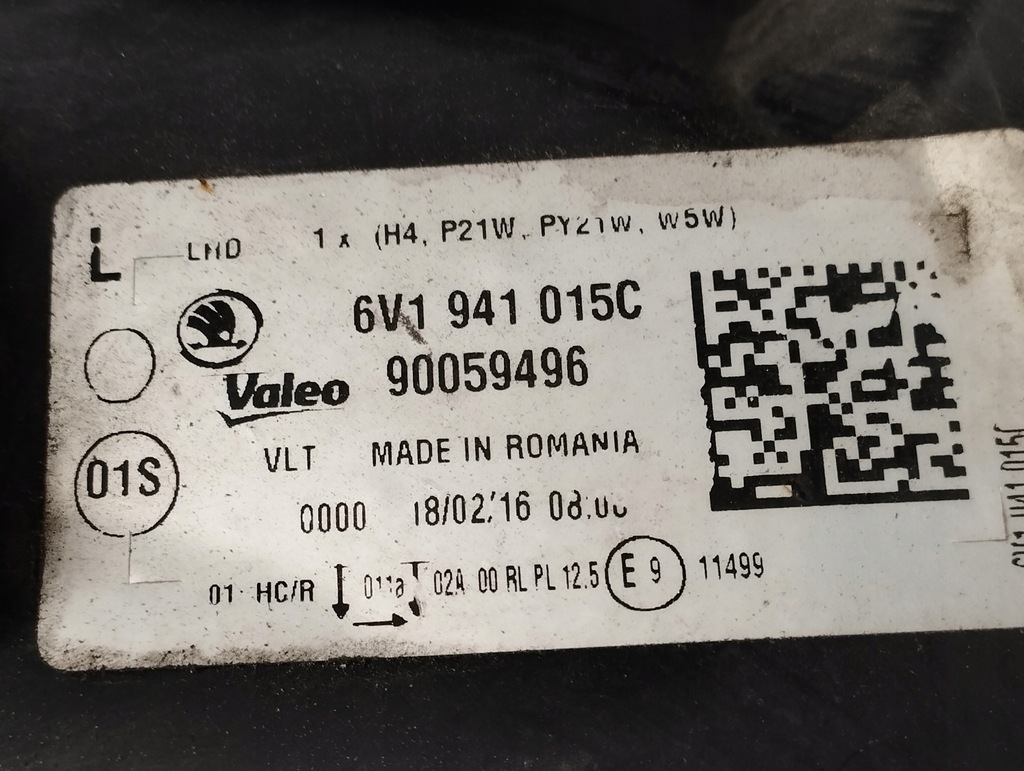 L LHD 1 x (H4, P21W, PY21W, W5W)
6V1 941 015C
Valeo 90059496
VLT MADE IN ROMANIA
01S
0000 18/02/16
01 HC/R 02A 00 RL PL 12.5 E 9 11499